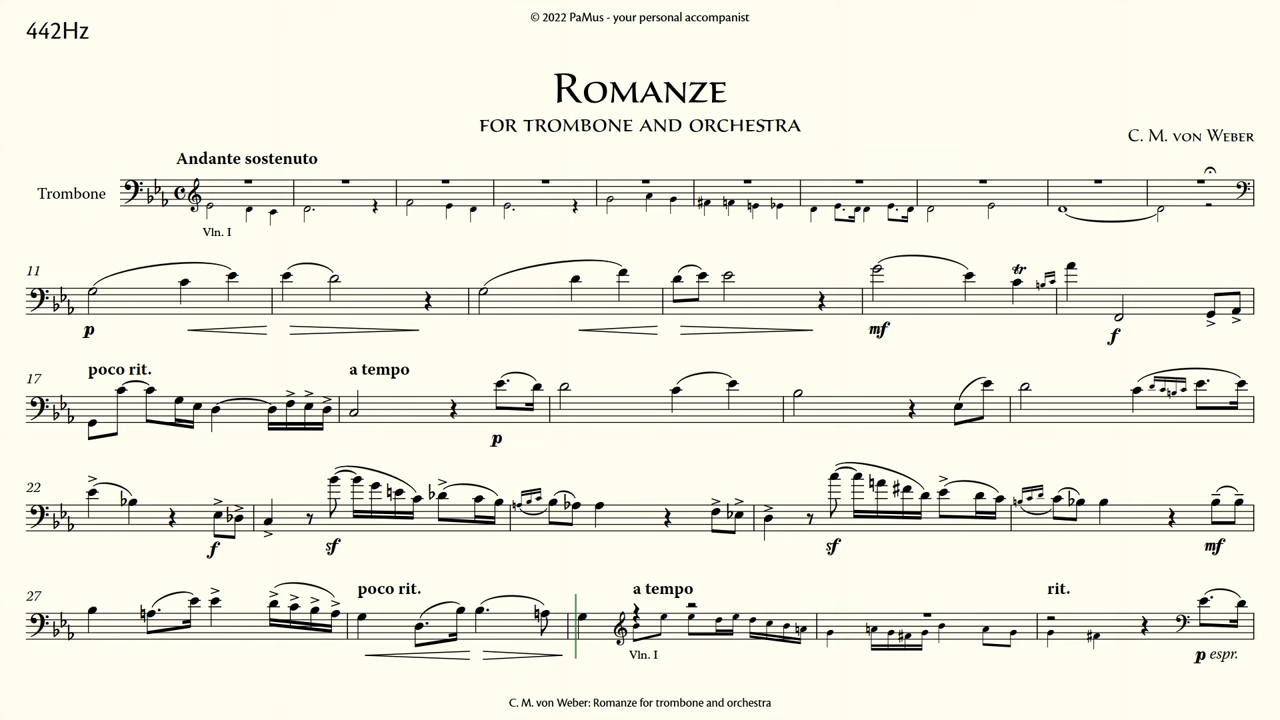 © 2022 PaMus - your personal accompanist
442Hz
Romanze
for trombone and orchestra
C. M. von Weber
Andante sostenuto
Trombone
Vln. I
11
tr
p
mf
f
17
poco rit.
a tempo
p
22
f
sf
sf
mf
27
poco rit.
a tempo
rit.
Vln. I
p espr.
C. M. von Weber: Romanze for trombone and orchestra